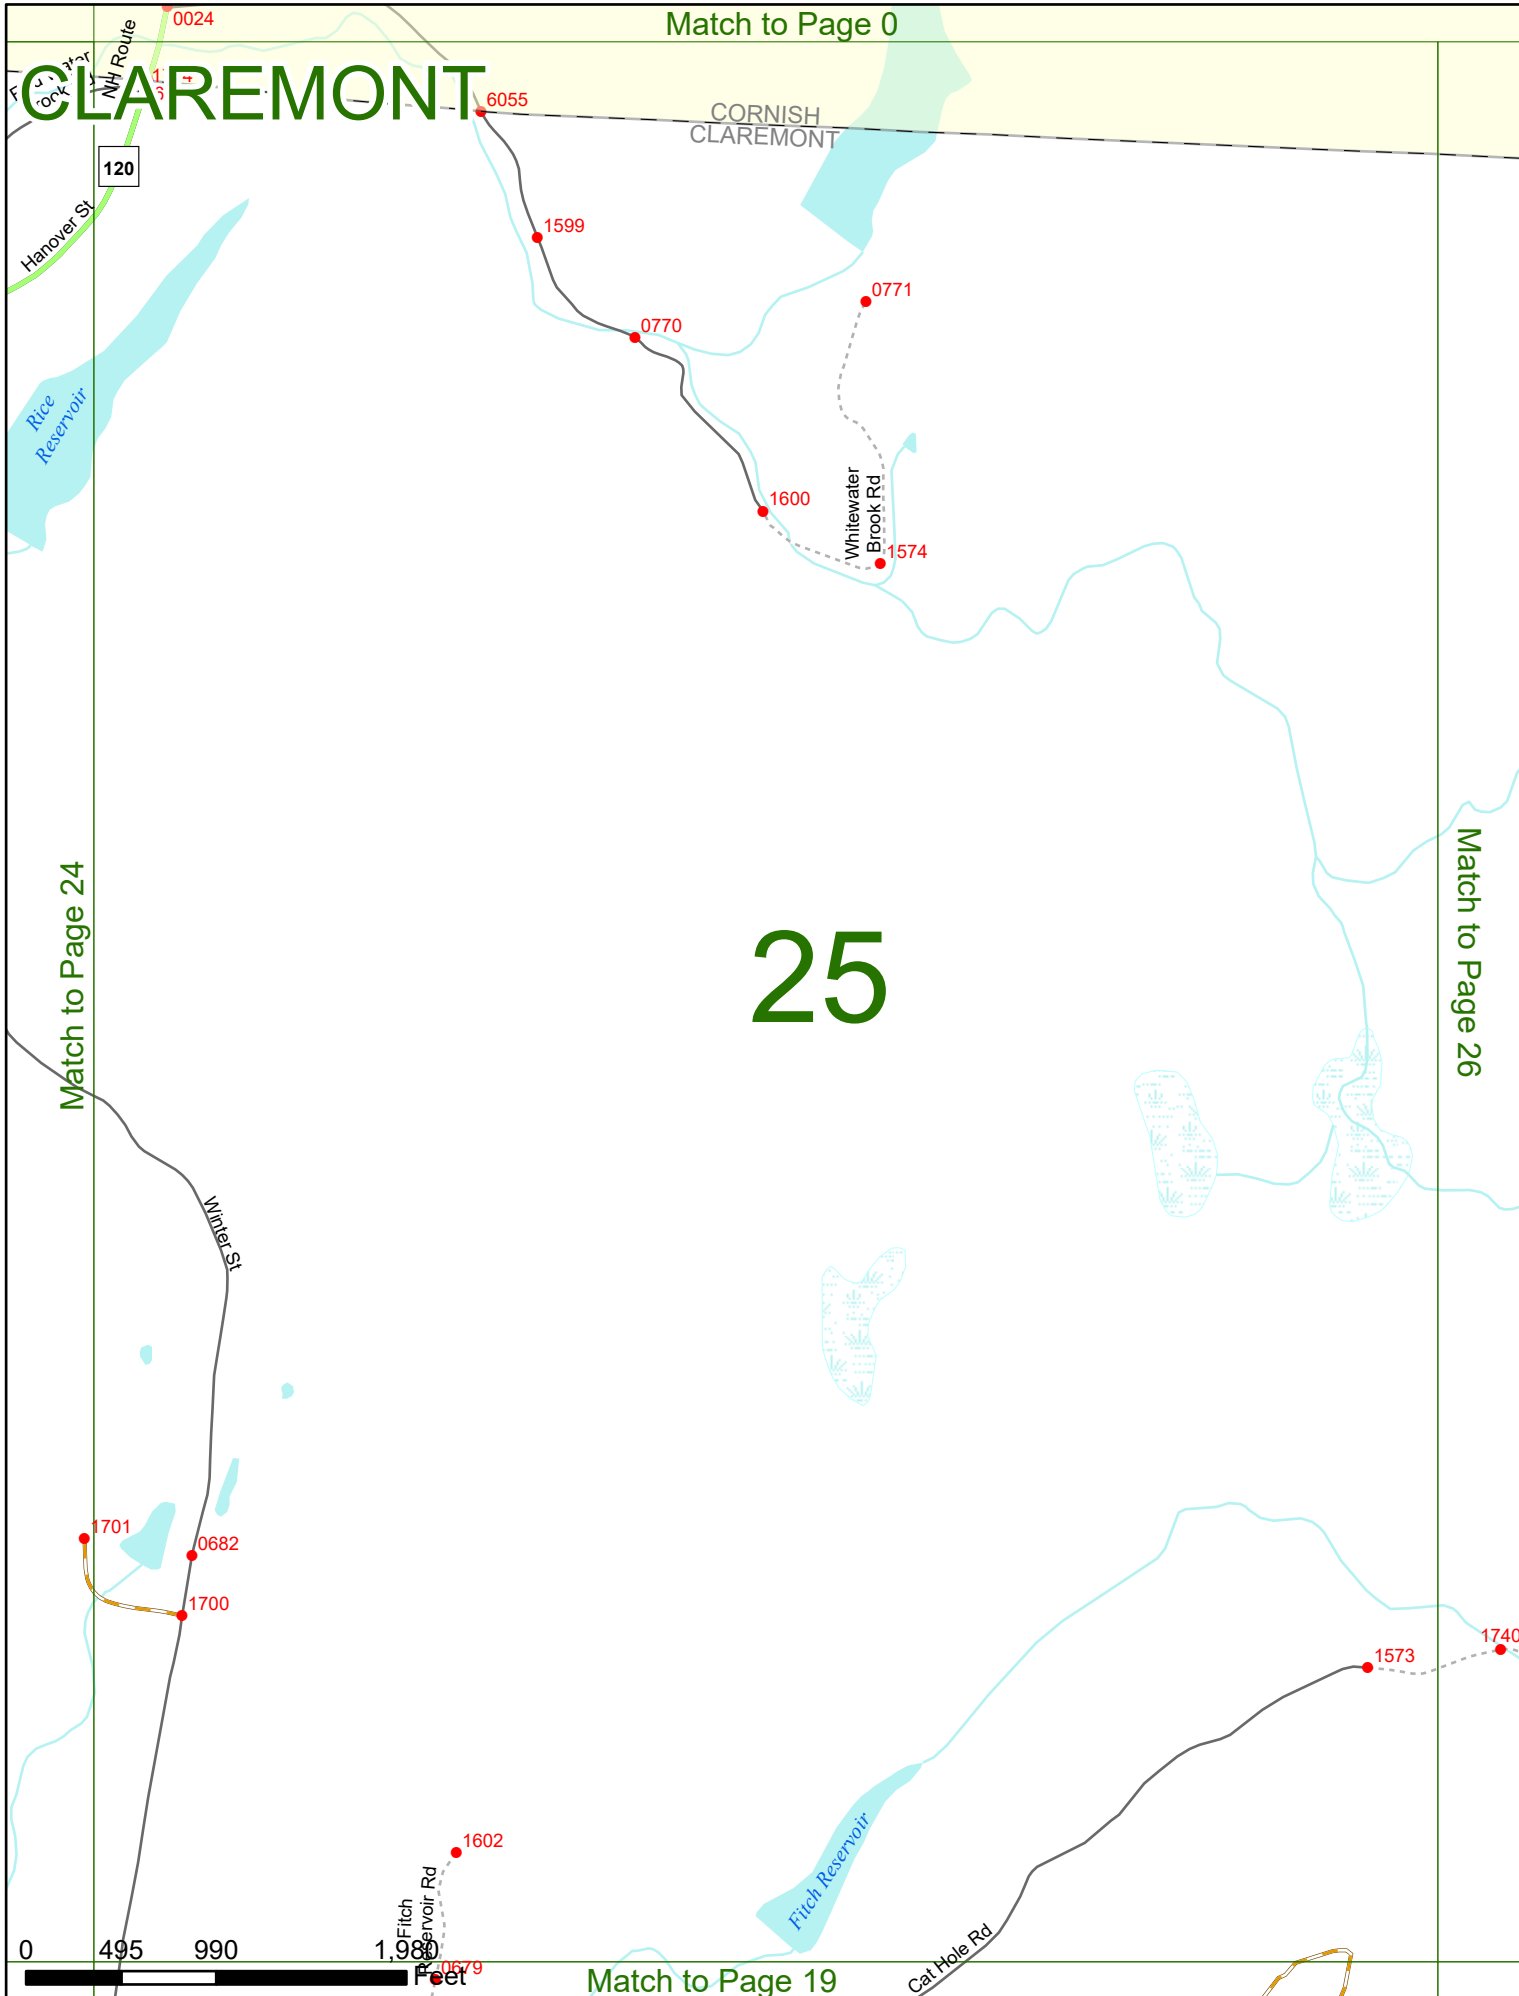 Match to Page 0
0024
NH Route
CLAREMONT
6055
CORNISH
CLAREMONT
120
Hanover St
1599
0771
0770
Rice
Reservoir
1600
Whitewater
Brook Rd
1574
Match to Page 24
25
Match to Page 26
Winter St
1701
0682
1700
1740
1573
1602
Fitch
Reservoir Rd
Fitch Reservoir
Cat Hole Rd
0 495 990 1,980
Feet
0679
Match to Page 19